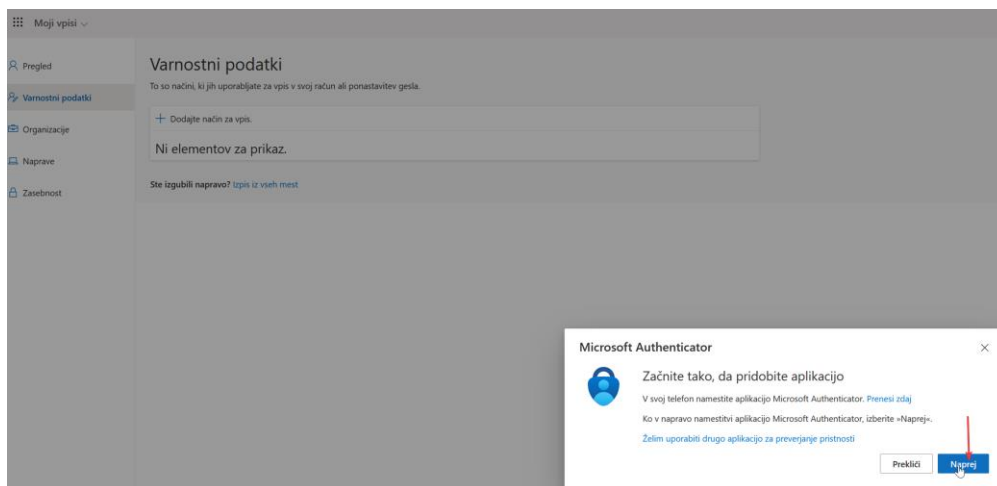 Moji vpisi
Pregled
Varnostni podatki
Organizacije
Naprave
Zasebnost
Varnostni podatki
To so načini, ki jih uporabljate za vpis v svoj račun ali ponastavitev gesla.
+ Dodajte način za vpis.
Ni elementov za prikaz.
Ste izgubili napravo? Izpis iz vseh mest
Microsoft Authenticator
Začnite tako, da pridobite aplikacijo
V svoj telefon namestite aplikacijo Microsoft Authenticator. Prenesi zdaj
Ko v napravo namestitvi aplikacijo Microsoft Authenticator, izberite »Naprej«.
Želim uporabiti drugo aplikacijo za preverjanje pristnosti
Prekliči
Naprej